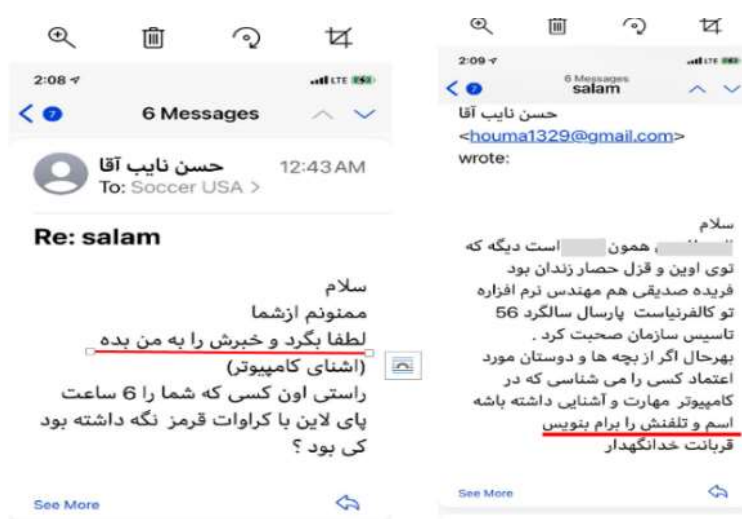 2:08
LTE
6 Messages
7
حسن نایب آقا
12:43 AM
To: Soccer USA >
Re: salam
سلام
ممنونم ازشما
لطفا بگرد و خبرش را به من بده
(اشنای کامپیوتر)
راستی اون کسی که شما را 6 ساعت
پای لاین با کراوات قرمز نگه داشته بود
کی بود ؟
See More
2:09
LTE
7
6 Messages
salam
حسن نایب آقا
<houma1329@gmail.com>
wrote:
سلام
همون است دیگه که
توی اوین و قزل حصار زندان بود
فریده صدیقی هم مهندس نرم افزاره
تو کالفرنیاست پارسال سالگرد 56
تاسیس سازمان صحبت کرد .
بهرحال اگر از بچه ها و دوستان مورد
اعتماد کسی را می شناسی که در
کامپیوتر مهارت و آشنایی داشته باشه
اسم و تلفنش را برام بنویس
قربانت خدانگهدار
See More